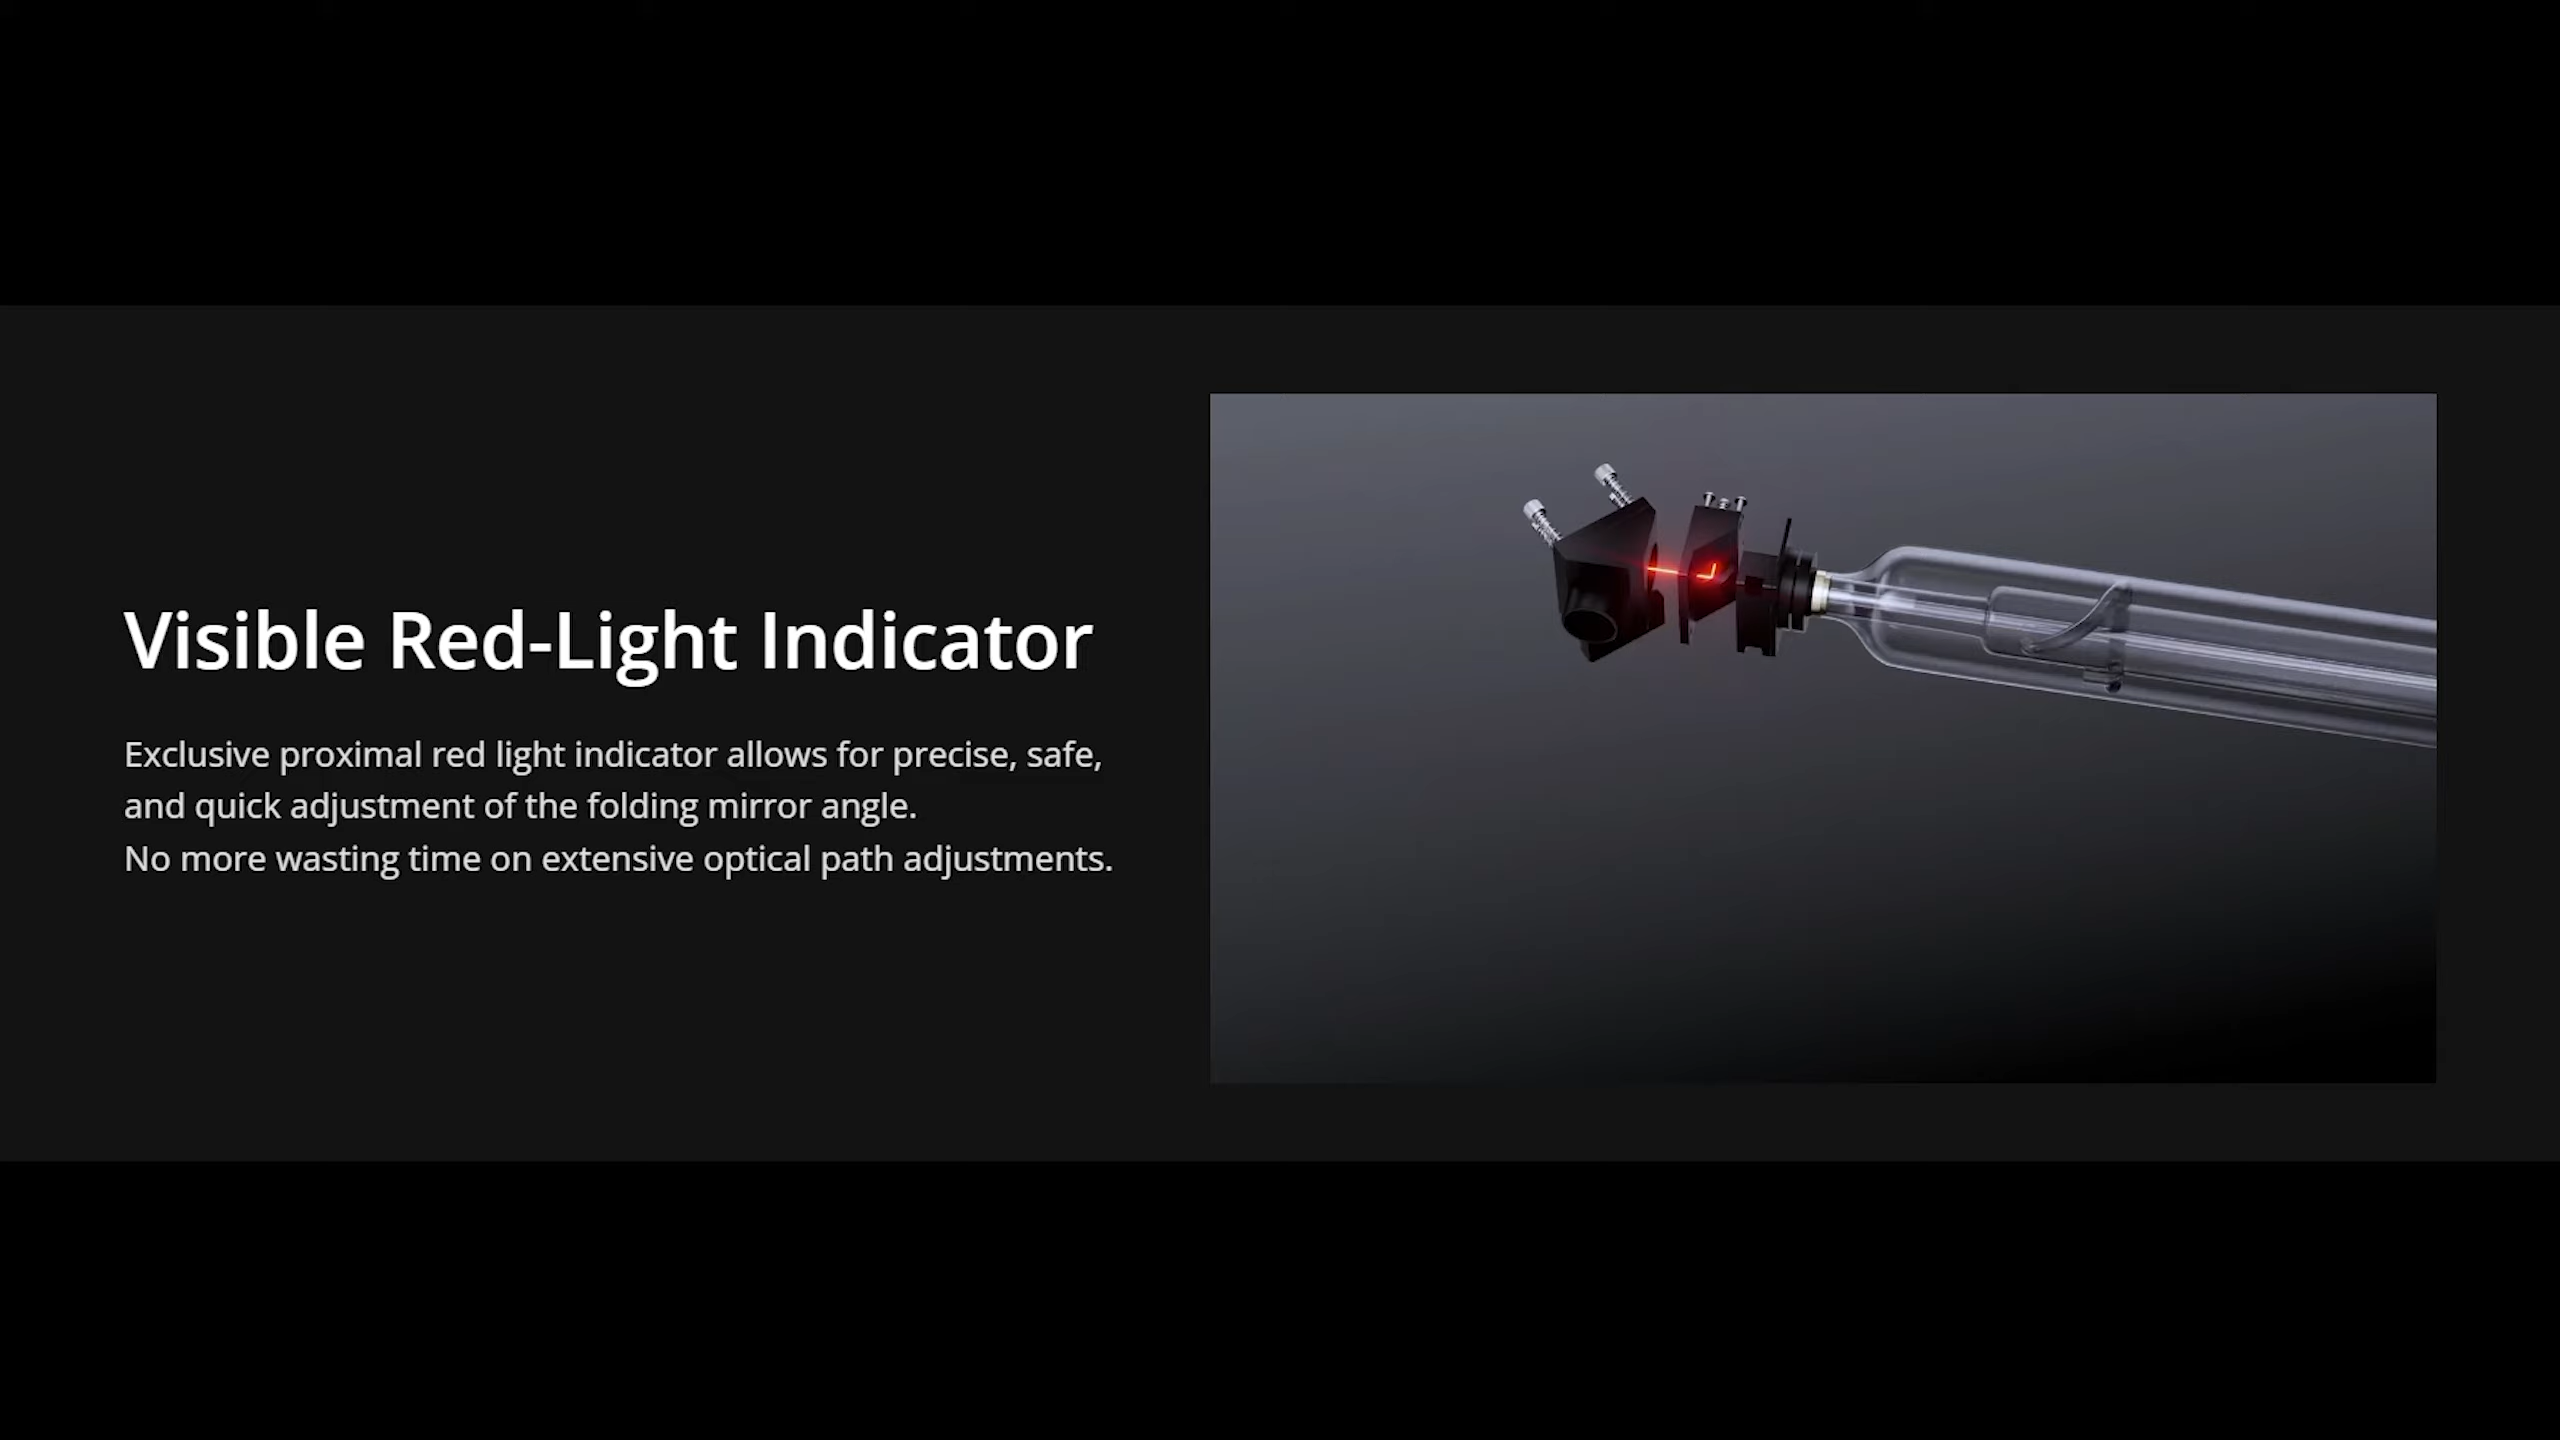 Visible Red-Light Indicator
Exclusive proximal red light indicator allows for precise, safe,
and quick adjustment of the folding mirror angle.
No more wasting time on extensive optical path adjustments.